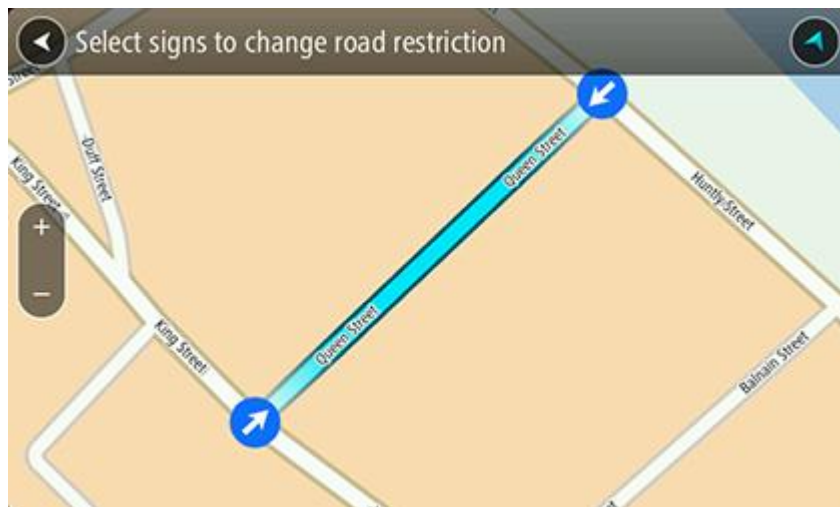 Select signs to change road restriction
Street
Duff Street
King Street
Queen Street
Huntly Street
+
−
Queen Street
King Street
Balnain Street